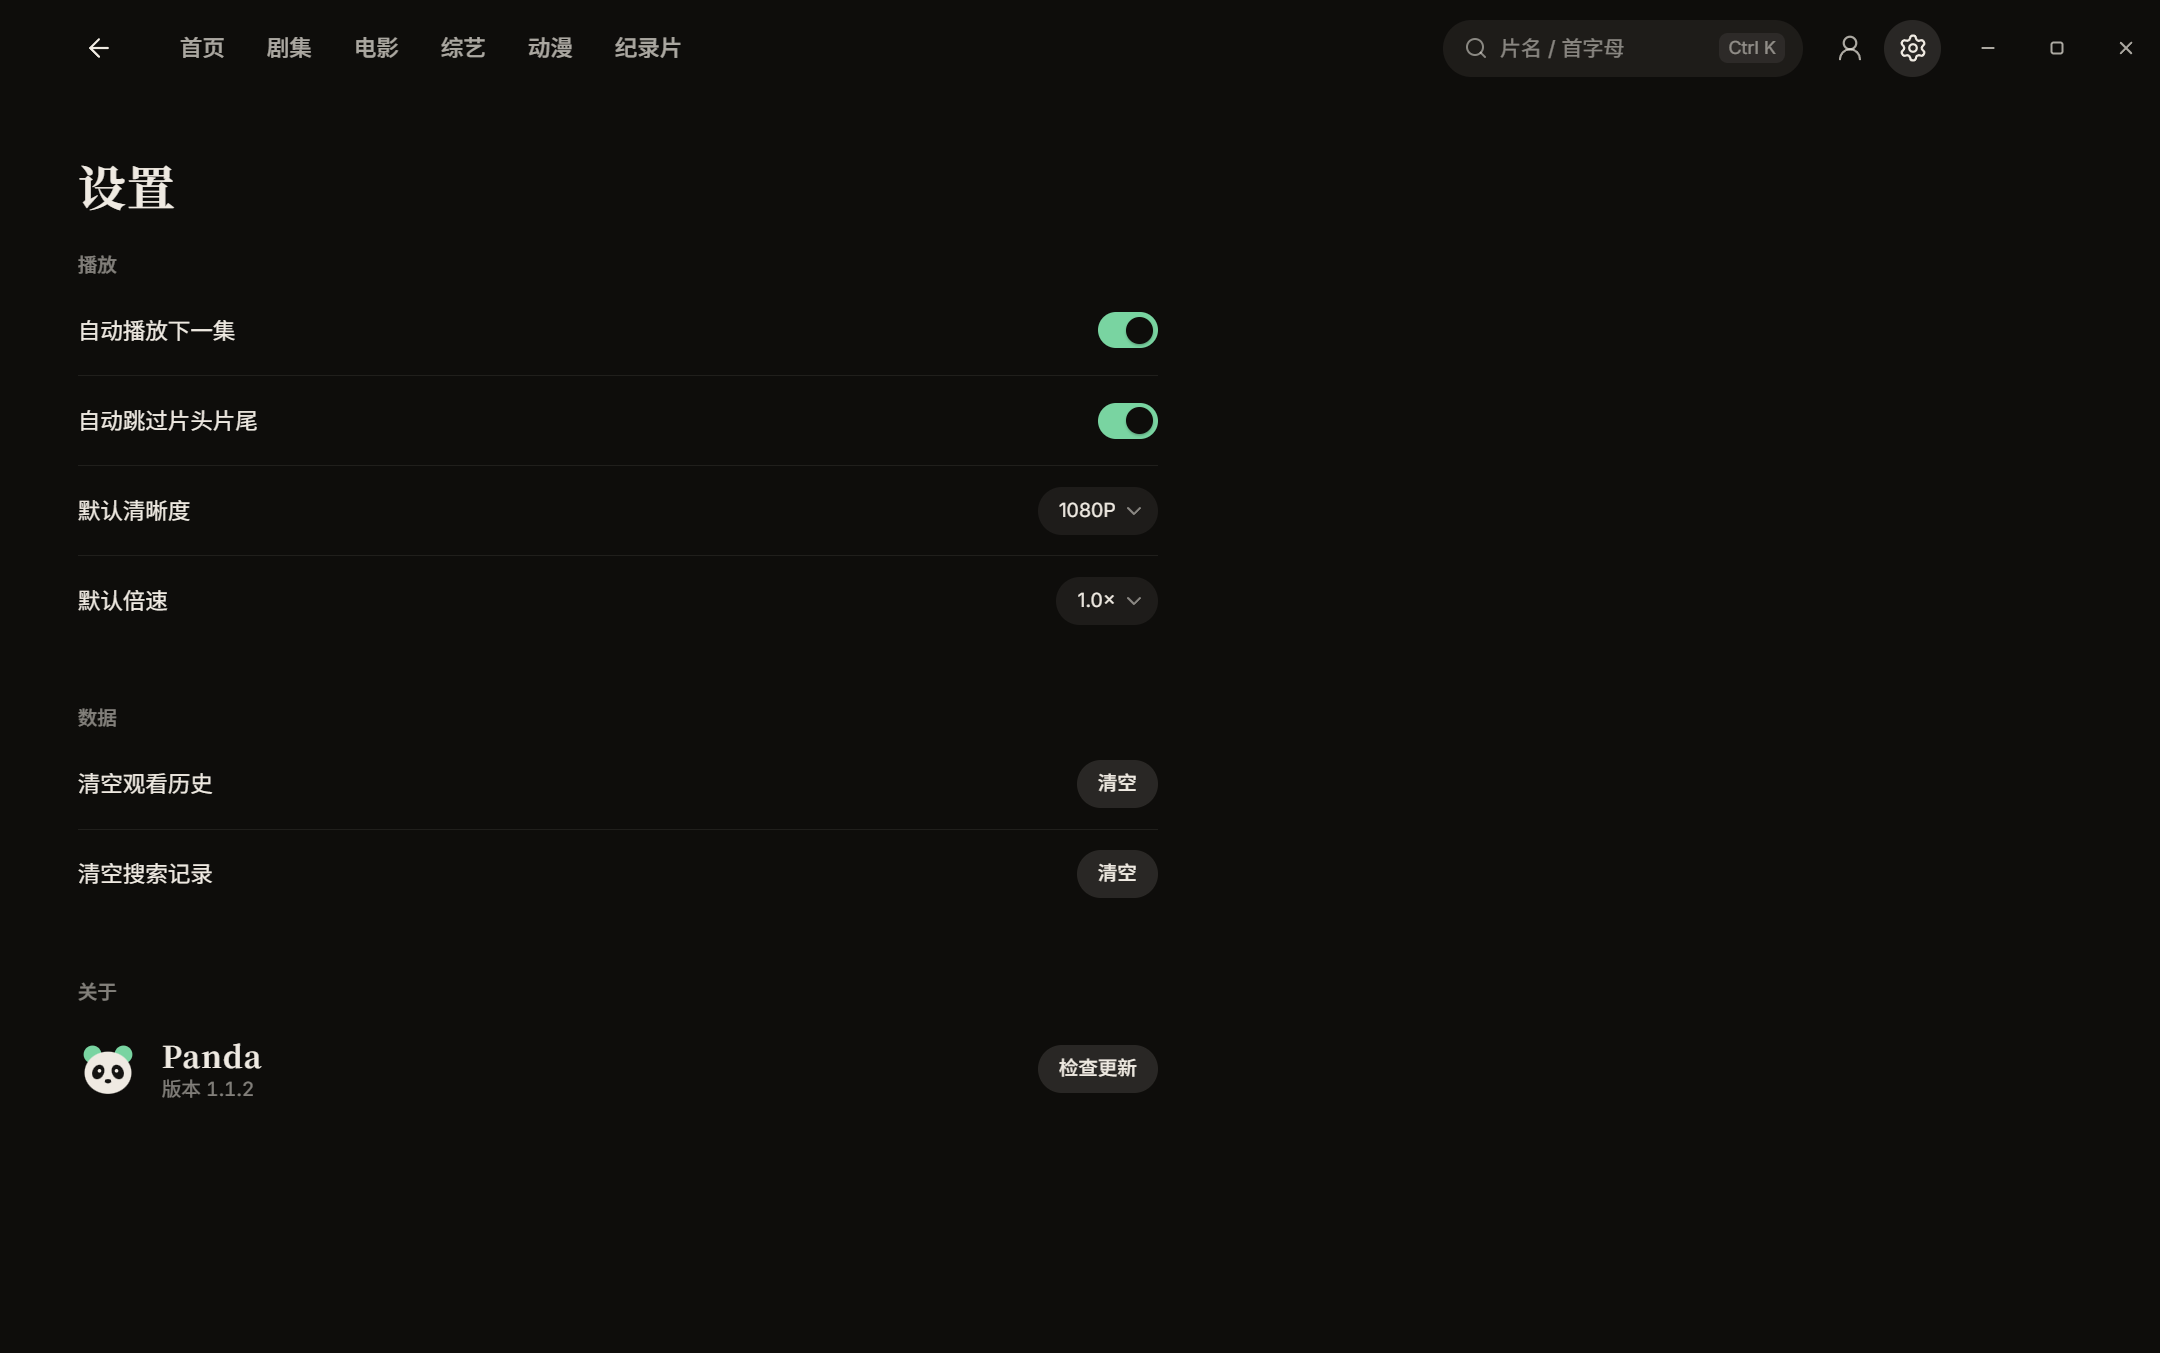 首页 剧集 电影 综艺 动漫 纪录片 片名 / 首字母 Ctrl K
设置
播放
自动播放下一集
自动跳过片头片尾
默认清晰度 1080P
默认倍速 1.0×
数据
清空观看历史 清空
清空搜索记录 清空
关于
Panda
版本 1.1.2
检查更新